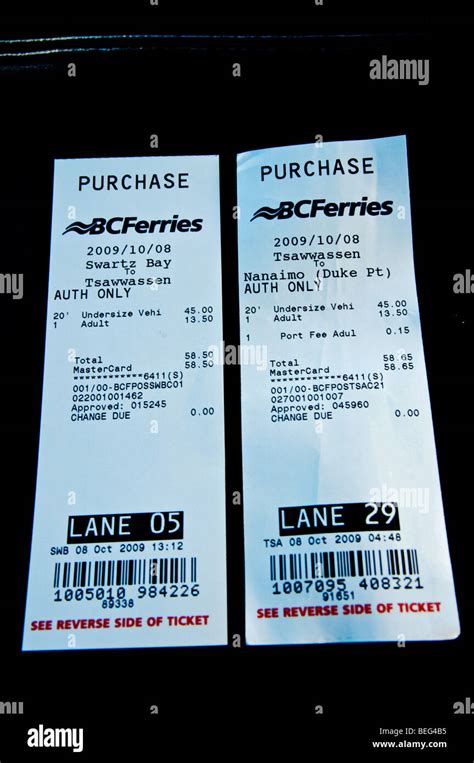 PURCHASE
BCFerries
2009/10/08
Swartz Bay
To
Tsawwassen
AUTH ONLY
20' Undersize Vehi 45.00
1 Adult 13.50
Total 58.50
MasterCard 58.50
************6411(S)
001/00-BCFPOSSWBC01
022001001462
Approved: 015245
CHANGE DUE 0.00
LANE 05
SWB 08 Oct 2009 13:12
1005010 984226
89338
SEE REVERSE SIDE OF TICKET
PURCHASE
BCFerries
2009/10/08
Tsawwassen
To
Nanaimo (Duke Pt)
AUTH ONLY
20' Undersize Vehi 45.00
1 Adult 13.50
1 Port Fee Adul 0.15
Total 58.65
MasterCard 58.65
************6411(S)
001/00-BCFPOSTSAC21
027001001007
Approved: 045960
CHANGE DUE 0.00
LANE 29
TSA 08 Oct 2009 04:48
1007095 408321
91651
SEE REVERSE SIDE OF TICKET
a alamy
Image ID: BEG4B5
www.alamy.com